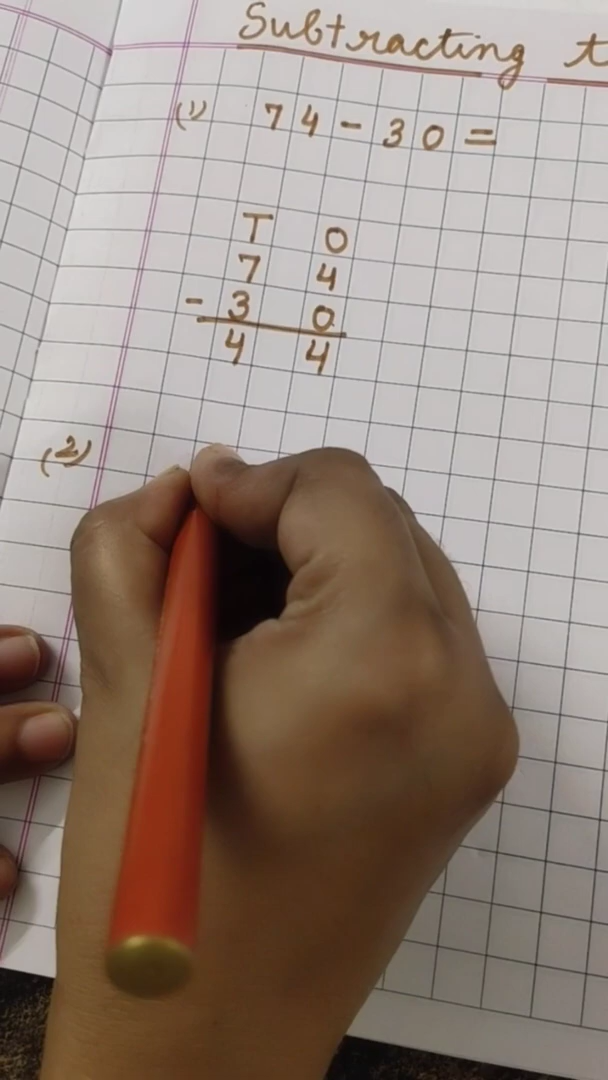 Subtracting t
(1) 74 - 30 =
T O
7 4
- 3 0
4 4
(2)